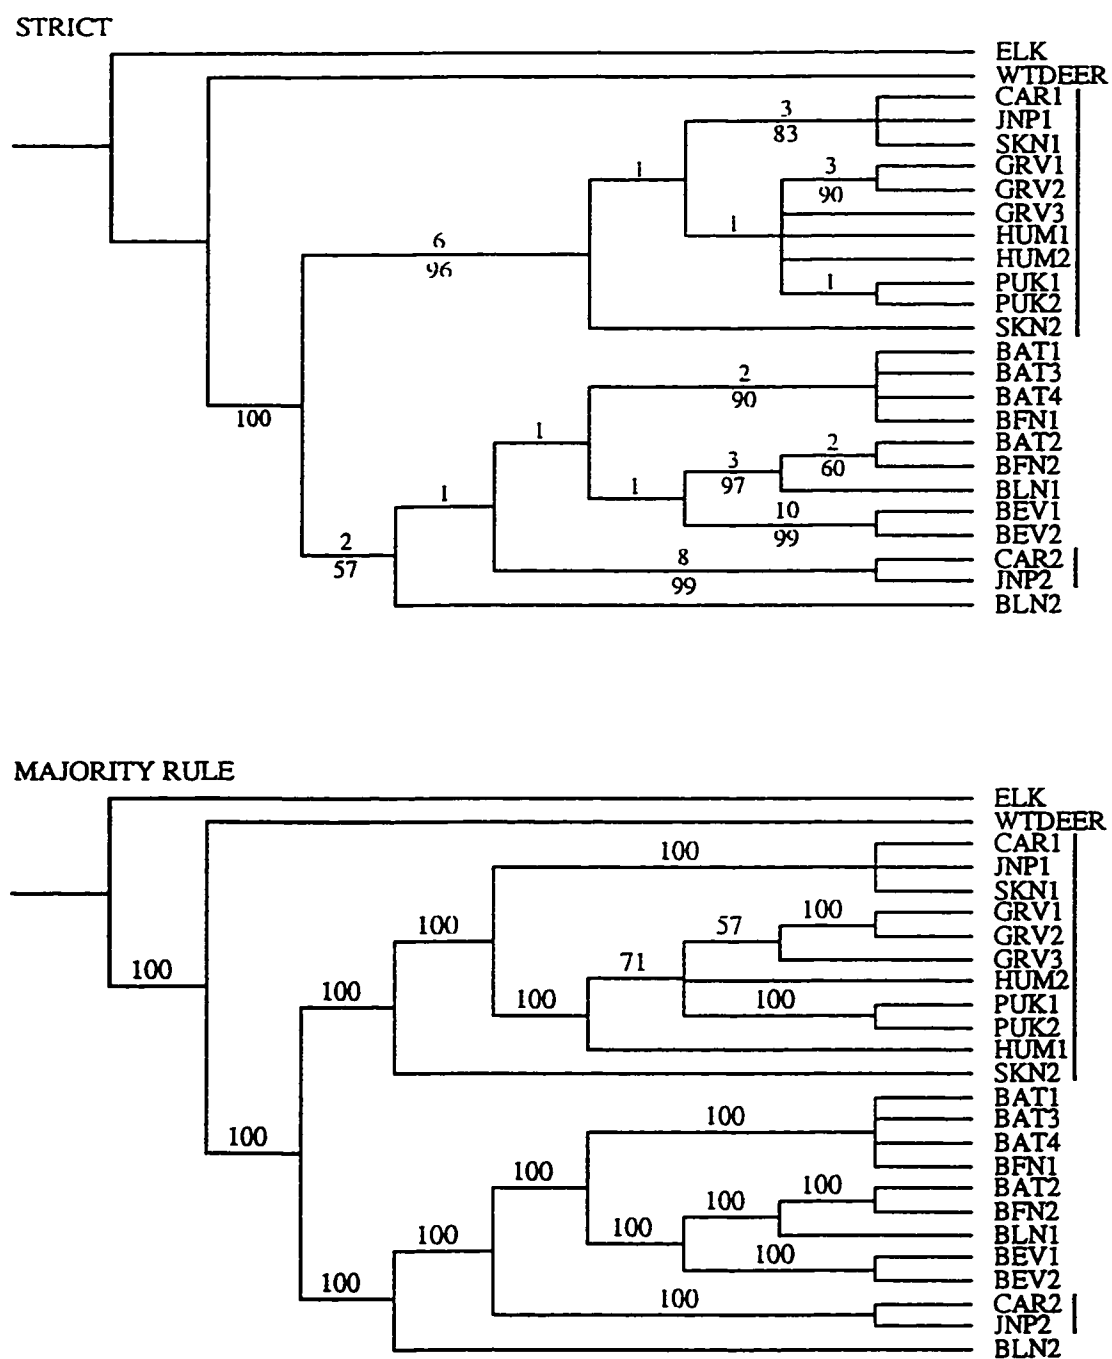 STRICT
ELK
WTDEER
CAR1
3
JNP1
83
SKN1
1
3
GRV1
90
GRV2
GRV3
1
HUM1
6
96
HUM2
1
PUK1
PUK2
SKN2
BAT1
2
BAT3
90
BAT4
100
BFN1
1
2
BAT2
3
60
BFN2
1
97
BLN1
1
10
BEV1
99
BEV2
2
8
CAR2
57
99
JNP2
BLN2
MAJORITY RULE
ELK
WTDEER
CAR1
100
JNP1
SKN1
100
GRV1
100
57
GRV2
GRV3
100
71
HUM2
100
100
100
PUK1
PUK2
HUM1
SKN2
BAT1
100
BAT3
100
BAT4
BFN1
100
100
BAT2
100
BFN2
100
100
BLN1
100
BEV1
100
BEV2
100
CAR2
JNP2
BLN2